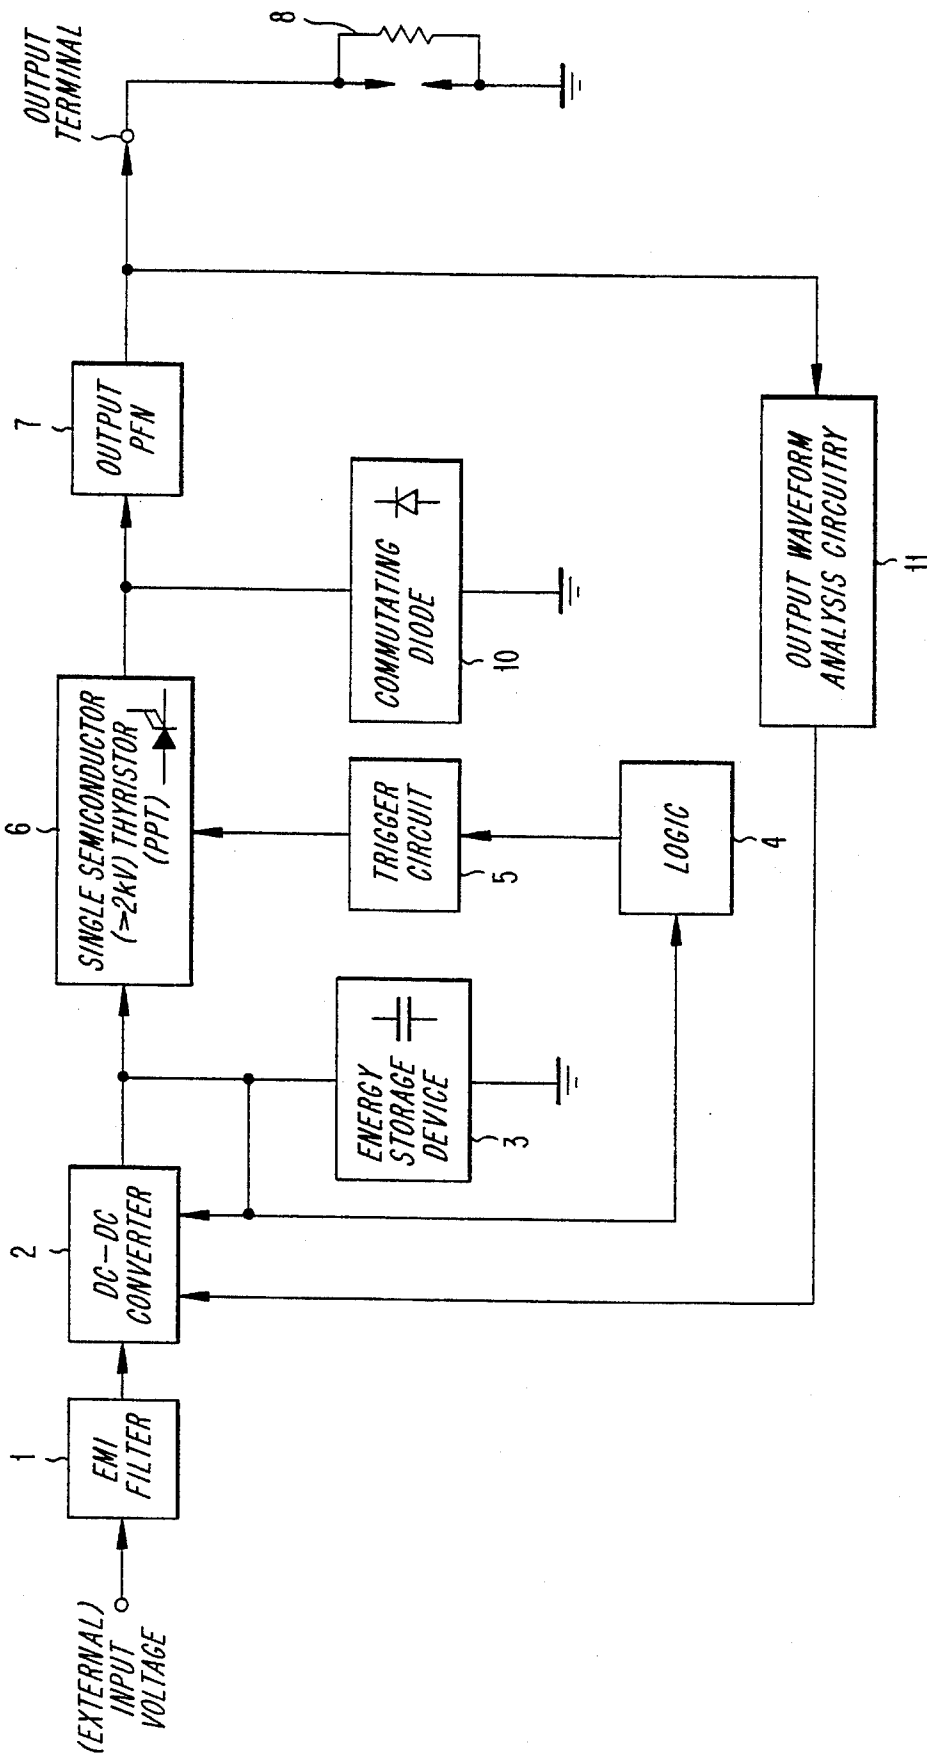 (EXTERNAL)
INPUT
VOLTAGE
1
EMI
FILTER
2
DC–DC
CONVERTER
3
ENERGY
STORAGE
DEVICE
6
SINGLE SEMICONDUCTOR
(>2kV) THYRISTOR
(PPT)
TRIGGER
CIRCUIT
5
LOGIC
4
COMMUTATING
DIODE
10
7
OUTPUT
PFN
OUTPUT
TERMINAL
8
OUTPUT WAVEFORM
ANALYSIS CIRCUITRY
11